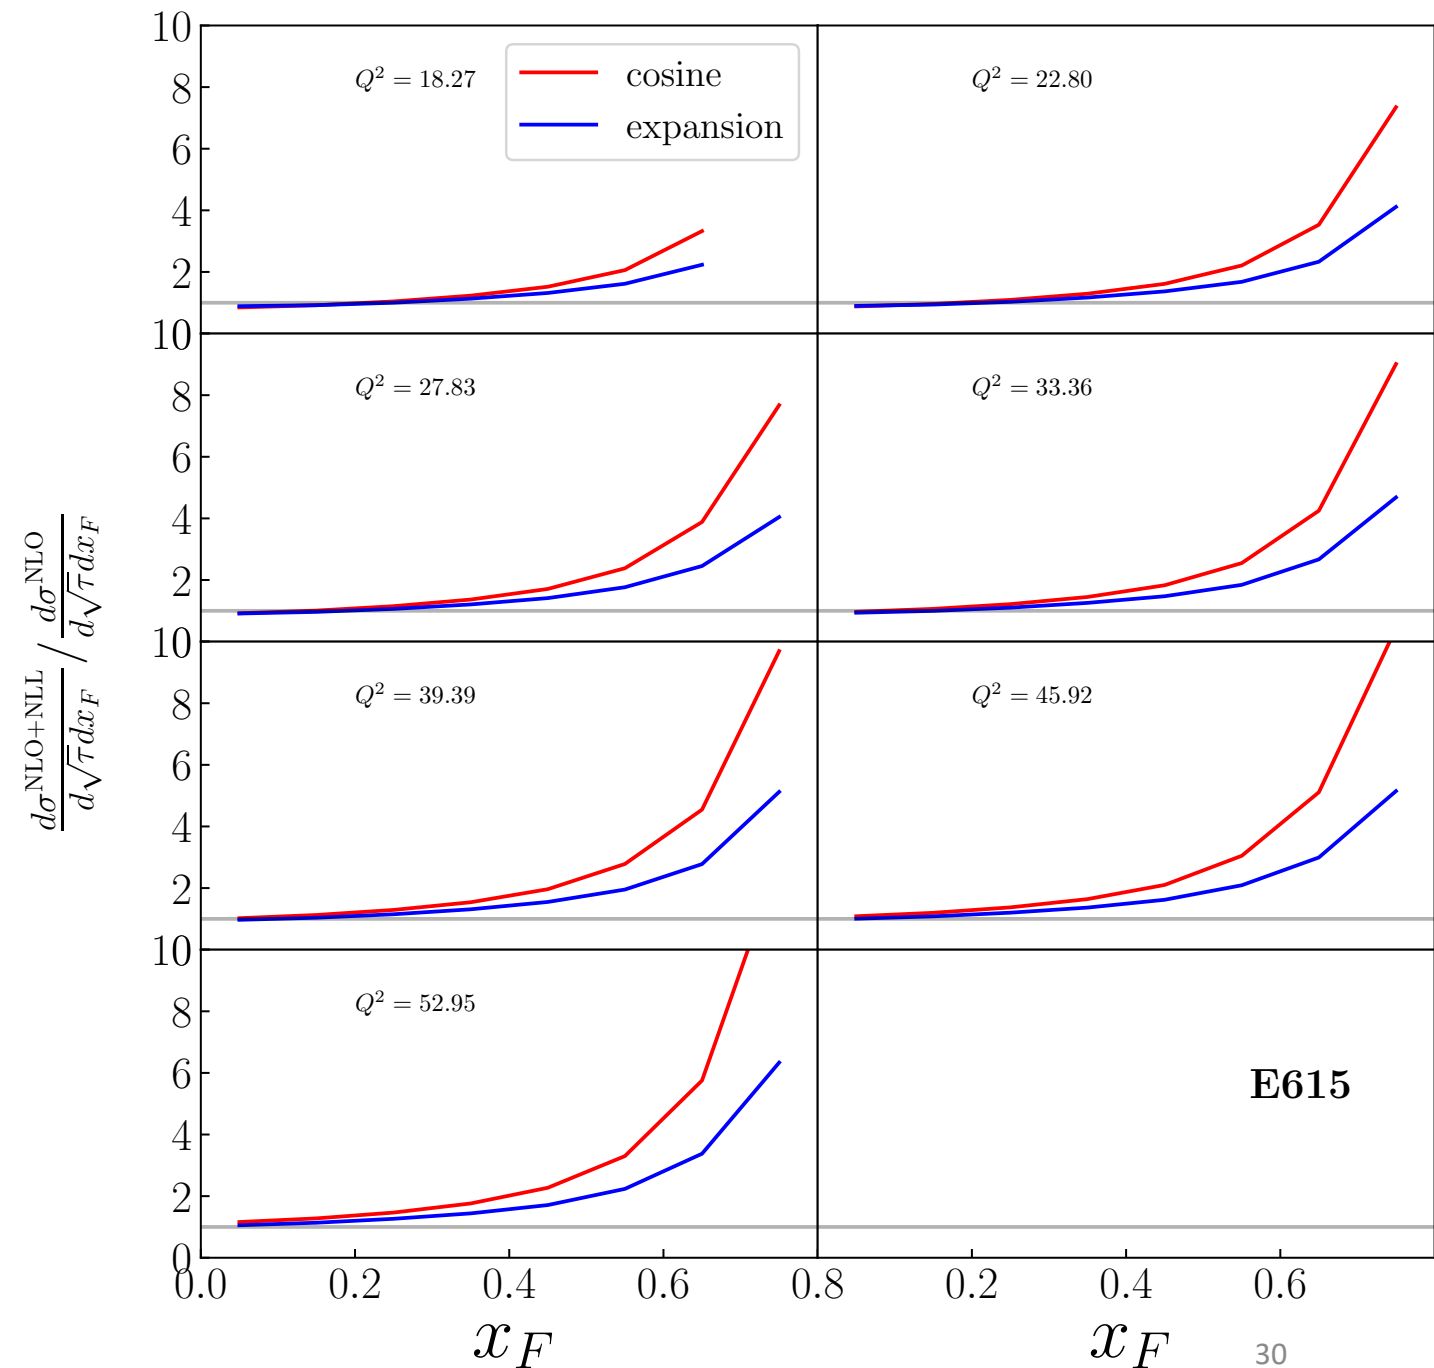 10
8
6
4
2
Q² = 18.27
cosine
expansion
Q² = 22.80
10
8
6
4
2
Q² = 27.83
Q² = 33.36
dσ^NLO+NLL / d√τdx_F / dσ^NLO / d√τdx_F
10
8
6
4
2
Q² = 39.39
Q² = 45.92
10
8
6
4
2
0
Q² = 52.95
E615
0.0 0.2 0.4 0.6 0.8 0.2 0.4 0.6
x_F x_F
30